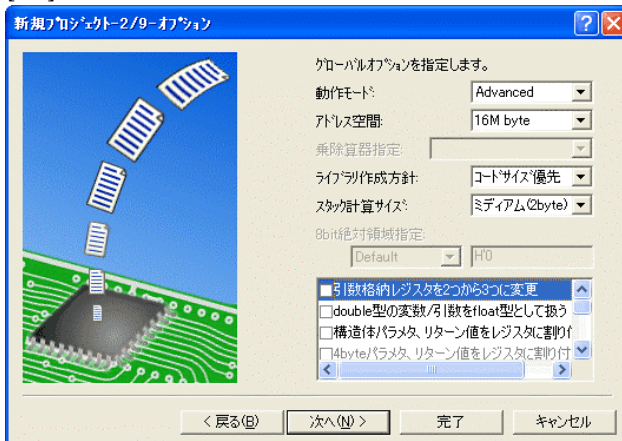 新規ﾌﾟﾛｼﾞｪｸﾄ-2/9-ｵﾌﾟｼｮﾝ
ｸﾞﾛｰﾊﾞﾙｵﾌﾟｼｮﾝを指定します。
動作ﾓｰﾄﾞ: Advanced
ｱﾄﾞﾚｽ空間: 16M byte
乗除算器指定:
ﾗｲﾌﾞﾗﾘ作成方針: ｺｰﾄﾞｻｲｽﾞ優先
ｽﾀｯｸ計算ｻｲｽﾞ: ﾐﾃﾞｨｱﾑ(2byte)
8bit絶対領域指定:
Default H'0
引数格納レジスタを2つから3つに変更
double型の変数/引数をfloat型として扱う
構造体パラメタ、リターン値をレジスタに割り付
4byteパラメタ、リターン値をレジスタに割り付
< 戻る(B) 次へ(N) > 完了 キャンセル